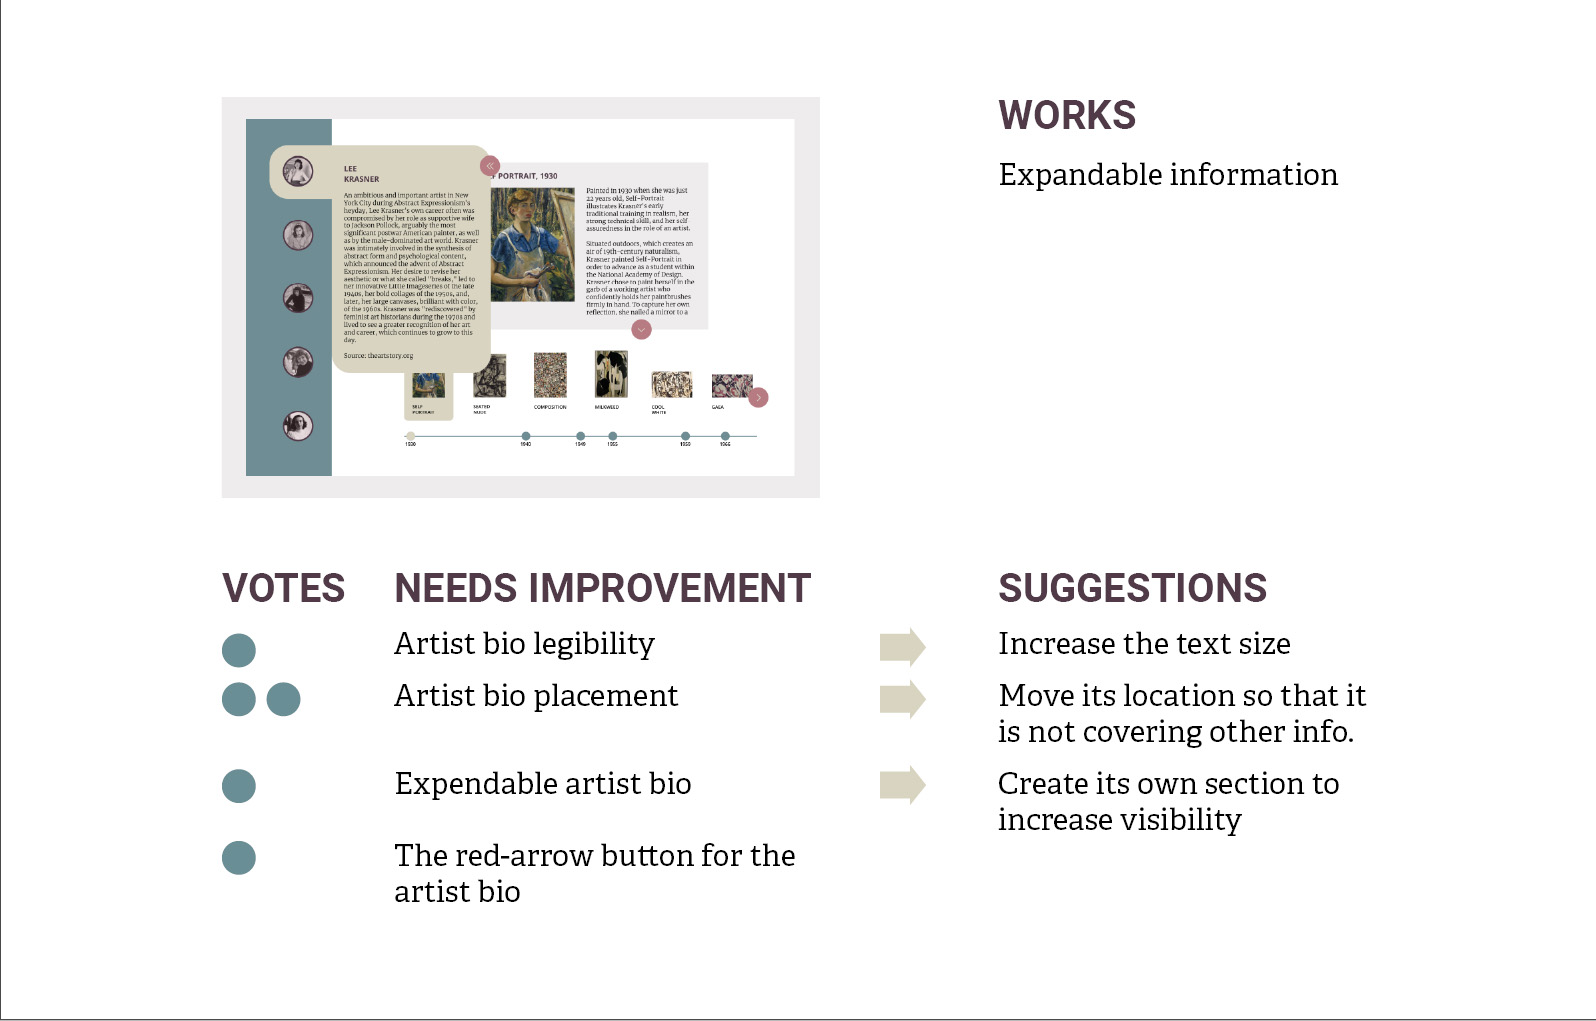 WORKS
Expandable information
LEE
KRASNER
An ambitious and important artist in New
York City during Abstract Expressionism's
heyday, Lee Krasner's own career often was
compromised by her role as supportive wife
to Jackson Pollock, arguably the most
significant postwar American painter, as well
as by the male-dominated art world. Krasner
was intimately involved in the synthesis of
abstract form and psychological content,
which announced the advent of Abstract
Expressionism. Her desire to revise her
aesthetic or what she called "breaks," led to
her innovative Little Imageseries of the late
1940s, her bold collages of the 1950s, and,
later, her large canvases, brilliant with color,
of the 1960s. Krasner was "rediscovered" by
feminist art historians during the 1970s and
lived to see a greater recognition of her art
and career, which continues to grow to this
day.
Source: theartstory.org
PORTRAIT, 1930
Painted in 1930 when she was just
22 years old, Self-Portrait
illustrates Krasner's early
traditional training in realism, her
strong technical skill, and her self
assuredness in the role of an artist.
Situated outdoors, which creates an
air of 19th-century naturalism,
Krasner painted Self-Portrait in
order to advance as a student within
the National Academy of Design.
Krasner chose to paint herself in the
garb of a working artist who
confidently holds her paintbrushes
firmly in hand. To capture her own
reflection, she nailed a mirror to a
SELF
PORTRAIT
SEATED
NUDE
COMPOSITION
MILKWEED
COOL
WHITE
GAEA
1930
1940
1949
1955
1959
1966
VOTES
NEEDS IMPROVEMENT
SUGGESTIONS
Artist bio legibility
Increase the text size
Artist bio placement
Move its location so that it
is not covering other info.
Expendable artist bio
Create its own section to
increase visibility
The red-arrow button for the
artist bio